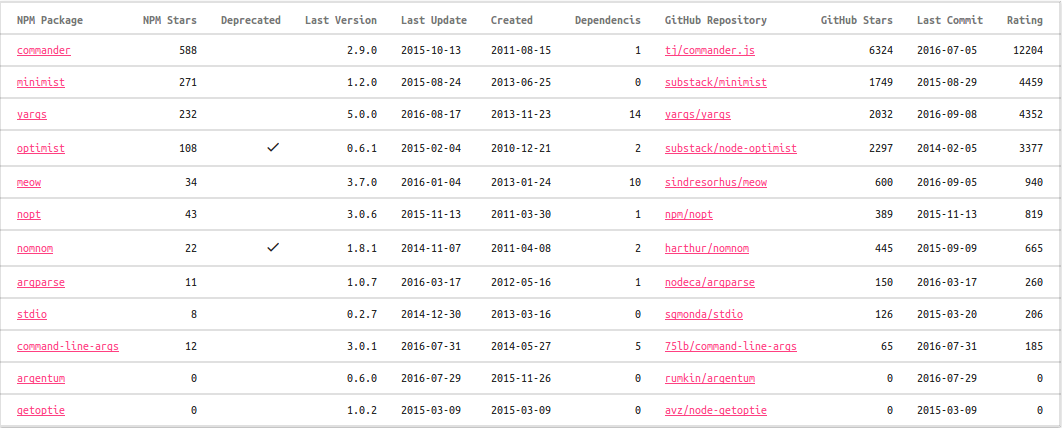 NPM Package NPM Stars Deprecated Last Version Last Update Created Dependencis GitHub Repository GitHub Stars Last Commit Rating
commander 588 2.9.0 2015-10-13 2011-08-15 1 tj/commander.js 6324 2016-07-05 12204
minimist 271 1.2.0 2015-08-24 2013-06-25 0 substack/minimist 1749 2015-08-29 4459
yargs 232 5.0.0 2016-08-17 2013-11-23 14 yargs/yargs 2032 2016-09-08 4352
optimist 108 ✓ 0.6.1 2015-02-04 2010-12-21 2 substack/node-optimist 2297 2014-02-05 3377
meow 34 3.7.0 2016-01-04 2013-01-24 10 sindresorhus/meow 600 2016-09-05 940
nopt 43 3.0.6 2015-11-13 2011-03-30 1 npm/nopt 389 2015-11-13 819
nomnom 22 ✓ 1.8.1 2014-11-07 2011-04-08 2 harthur/nomnom 445 2015-09-09 665
argparse 11 1.0.7 2016-03-17 2012-05-16 1 nodeca/argparse 150 2016-03-17 260
stdio 8 0.2.7 2014-12-30 2013-03-16 0 sgmonda/stdio 126 2015-03-20 206
command-line-args 12 3.0.1 2016-07-31 2014-05-27 5 75lb/command-line-args 65 2016-07-31 185
argentum 0 0.6.0 2016-07-29 2015-11-26 0 rumkin/argentum 0 2016-07-29 0
getoptie 0 1.0.2 2015-03-09 2015-03-09 0 avz/node-getoptie 0 2015-03-09 0